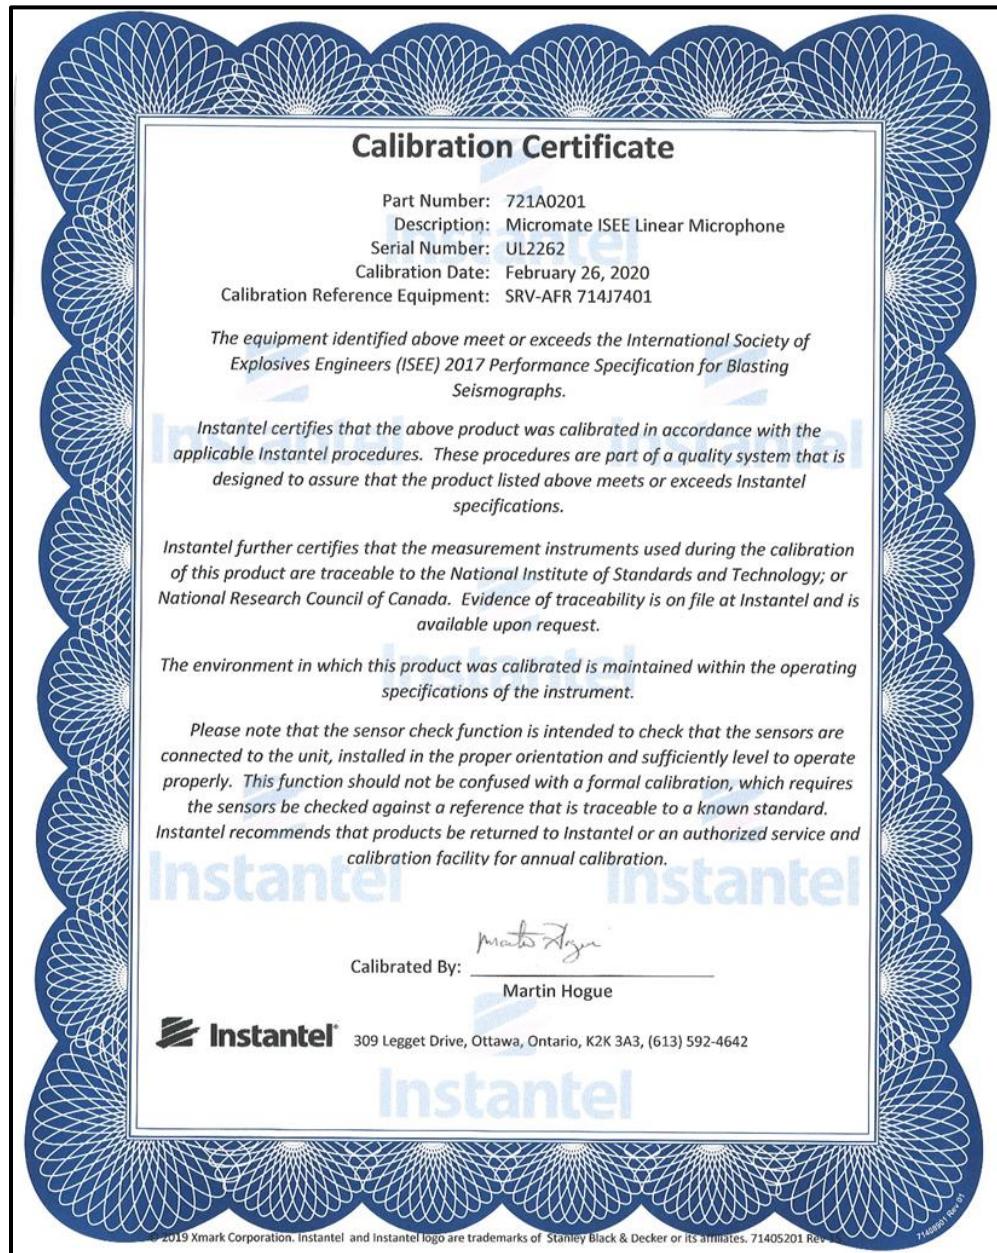 Calibration Certificate
Part Number: 721A0201
Description: Micromate ISEE Linear Microphone
Serial Number: UL2262
Calibration Date: February 26, 2020
Calibration Reference Equipment: SRV-AFR 714J7401
The equipment identified above meet or exceeds the International Society of
Explosives Engineers (ISEE) 2017 Performance Specification for Blasting
Seismographs.
Instantel certifies that the above product was calibrated in accordance with the
applicable Instantel procedures. These procedures are part of a quality system that is
designed to assure that the product listed above meets or exceeds Instantel
specifications.
Instantel further certifies that the measurement instruments used during the calibration
of this product are traceable to the National Institute of Standards and Technology; or
National Research Council of Canada. Evidence of traceability is on file at Instantel and is
available upon request.
The environment in which this product was calibrated is maintained within the operating
specifications of the instrument.
Please note that the sensor check function is intended to check that the sensors are
connected to the unit, installed in the proper orientation and sufficiently level to operate
properly. This function should not be confused with a formal calibration, which requires
the sensors be checked against a reference that is traceable to a known standard.
Instantel recommends that products be returned to Instantel or an authorized service and
calibration facility for annual calibration.
Calibrated By:
Martin Hogue
Instantel 309 Legget Drive, Ottawa, Ontario, K2K 3A3, (613) 592-4642
Instantel
71408901 Rev 01
© 2019 Xmark Corporation. Instantel and Instantel logo are trademarks of Stanley Black & Decker or its affiliates. 71405201 Rev